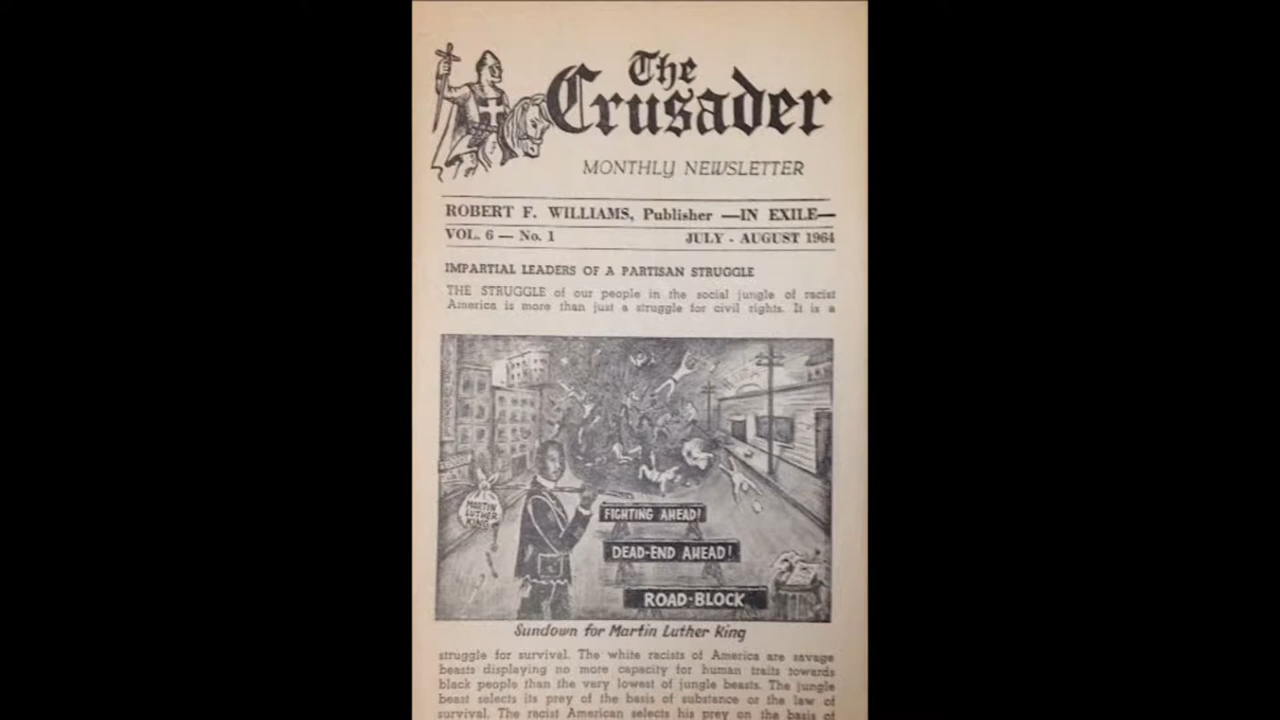 The
Crusader
MONTHLY NEWSLETTER
ROBERT F. WILLIAMS, Publisher —IN EXILE—
VOL. 6 — No. 1 JULY - AUGUST 1964
IMPARTIAL LEADERS OF A PARTISAN STRUGGLE
THE STRUGGLE of our people in the social jungle of racist
America is more than just a struggle for civil rights. It is a
MARTIN
LUTHER
KING
FIGHTING AHEAD!
DEAD-END AHEAD!
ROAD-BLOCK
Sundown for Martin Luther King
struggle for survival. The white racists of America are savage
beasts displaying no more capacity for human traits towards
black people than the very lowest of jungle beasts. The jungle
beast selects its prey of the basis of substance or the law of
survival. The racist American selects his prey on the basis of